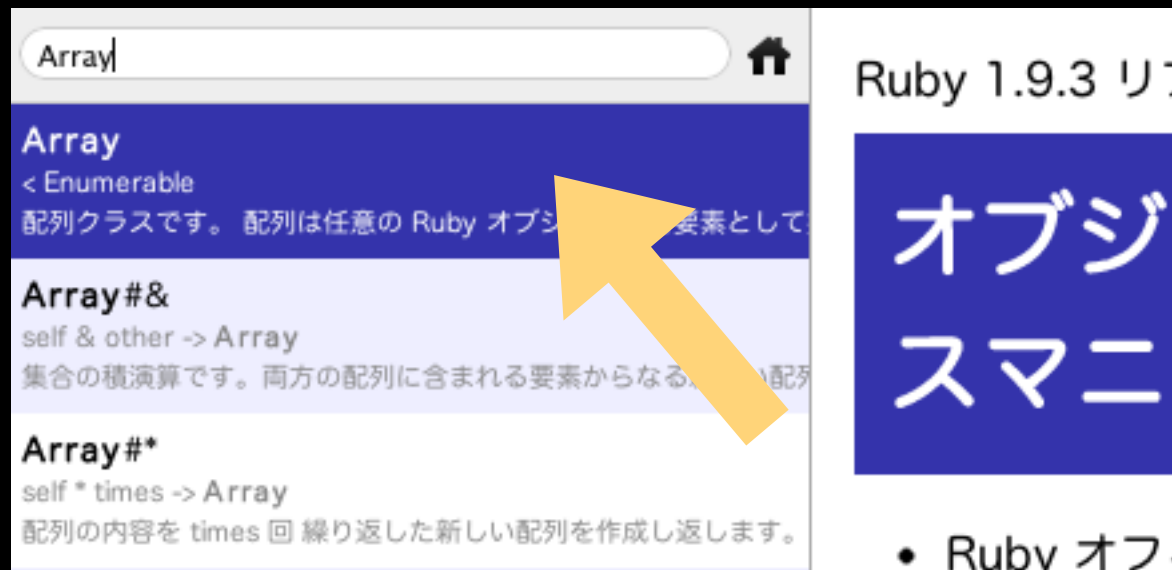 Array
Array
< Enumerable
配列クラスです。 配列は任意の Ruby オブジ 要素として
Array#&
self & other -> Array
集合の積演算です。両方の配列に含まれる要素からなる い配列
Array#*
self * times -> Array
配列の内容を times 回 繰り返した新しい配列を作成し返します。
Ruby 1.9.3 リ
オブジ
スマニ
• Ruby オフ